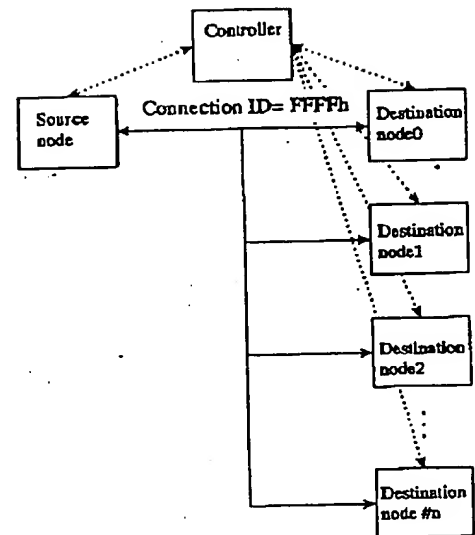 Controller
Connection ID= FFFFh
Source
node
Destination
node0
Destination
node1
Destination
node2
Destination
node #n